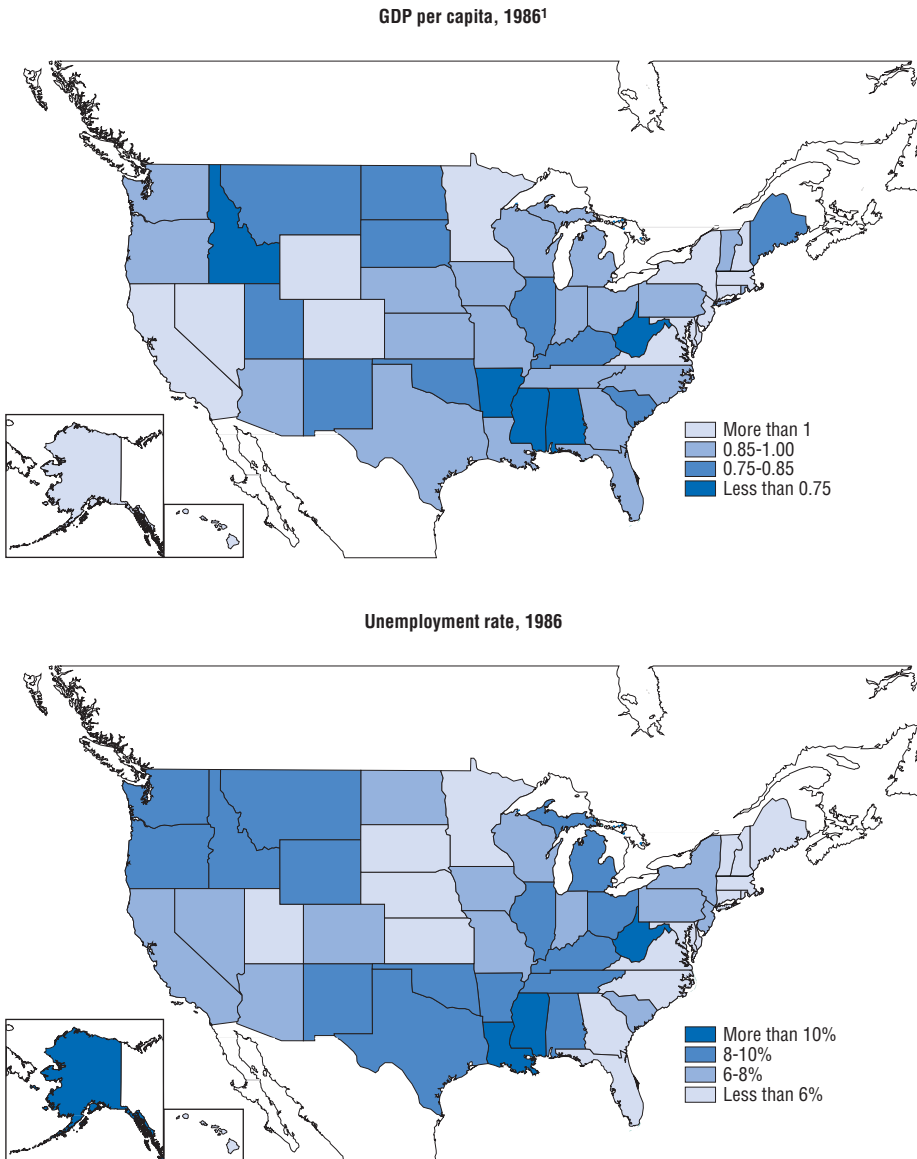 GDP per capita, 1986¹
More than 1
0.85-1.00
0.75-0.85
Less than 0.75
Unemployment rate, 1986
More than 10%
8-10%
6-8%
Less than 6%